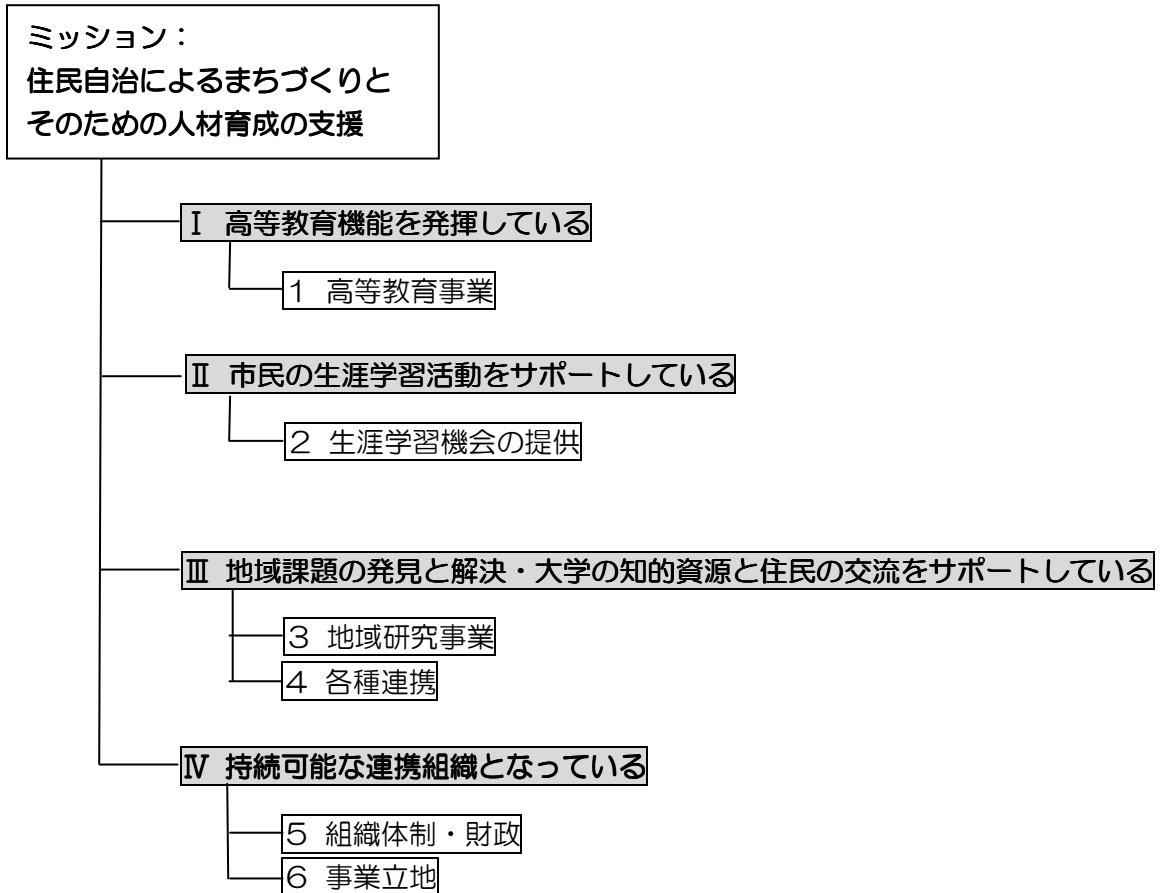 ミッション：
住民自治によるまちづくりと
そのための人材育成の支援
Ⅰ 高等教育機能を発揮している
１ 高等教育事業
Ⅱ 市民の生涯学習活動をサポートしている
２ 生涯学習機会の提供
Ⅲ 地域課題の発見と解決・大学の知的資源と住民の交流をサポートしている
３ 地域研究事業
４ 各種連携
Ⅳ 持続可能な連携組織となっている
５ 組織体制・財政
６ 事業立地